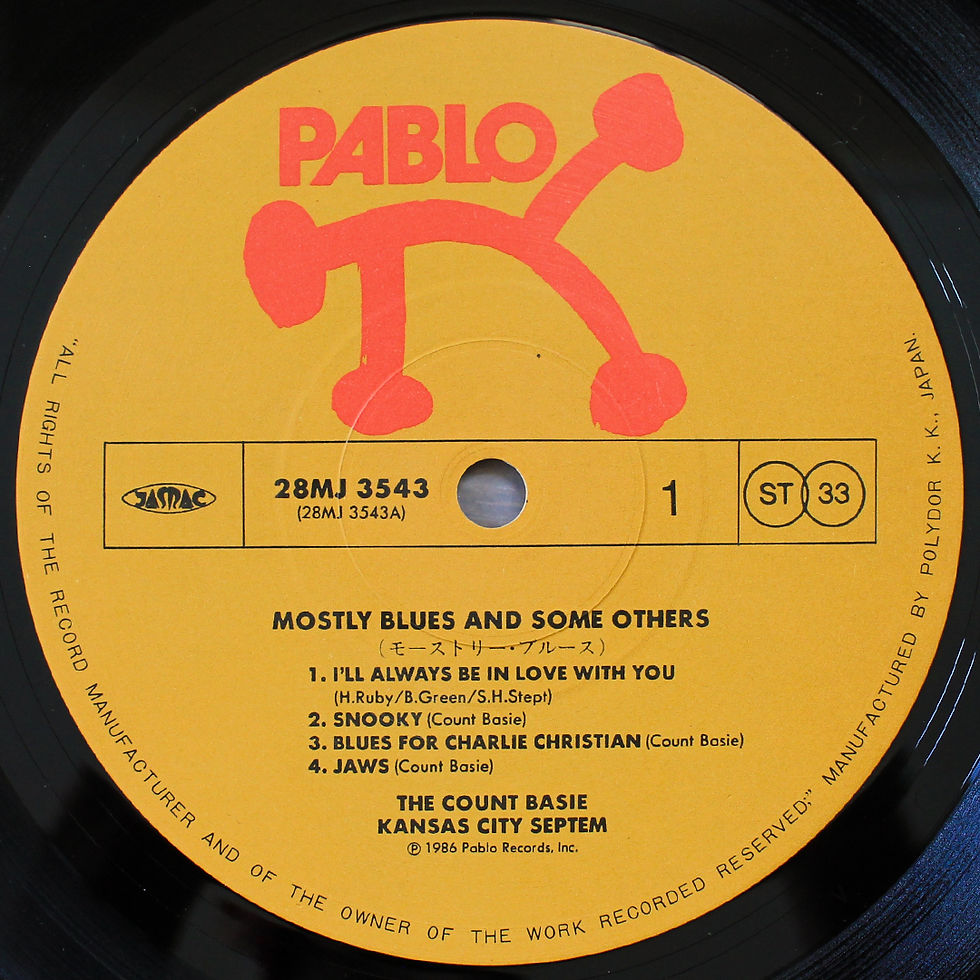 PABLO
JASRAC
28MJ 3543
(28MJ 3543A)
1
ST 33
MOSTLY BLUES AND SOME OTHERS
(モーストリー・ブルース)
1. I'LL ALWAYS BE IN LOVE WITH YOU
(H.Ruby/B.Green/S.H.Stept)
2. SNOOKY (Count Basie)
3. BLUES FOR CHARLIE CHRISTIAN (Count Basie)
4. JAWS (Count Basie)
THE COUNT BASIE
KANSAS CITY SEPTEM
℗ 1986 Pablo Records, Inc.
"ALL RIGHTS OF THE RECORD MANUFACTURER AND OF THE OWNER OF THE WORK RECORDED RESERVED;" MANUFACTURED BY POLYDOR K.K., JAPAN.